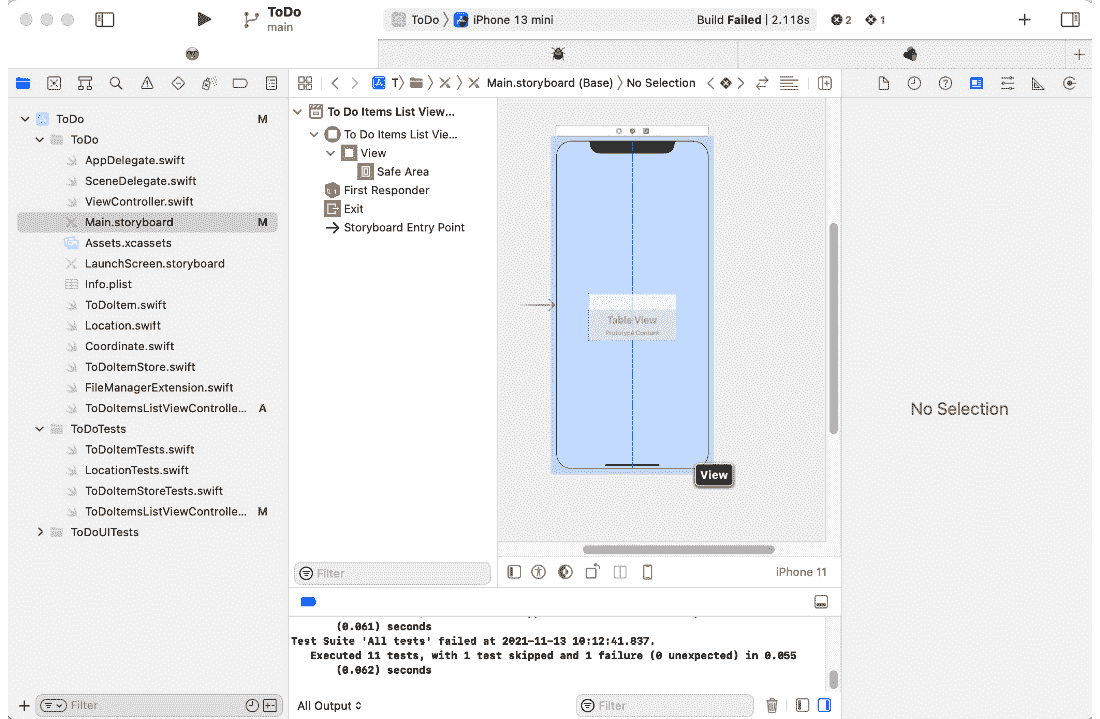 ToDo
main
ToDo
iPhone 13 mini
Build Failed | 2.118s
2
1
T
Main.storyboard (Base)
No Selection
ToDo
M
ToDo
AppDelegate.swift
SceneDelegate.swift
ViewController.swift
Main.storyboard
M
Assets.xcassets
LaunchScreen.storyboard
Info.plist
ToDoItem.swift
Location.swift
Coordinate.swift
ToDoItemStore.swift
FileManagerExtension.swift
ToDoItemsListViewControlle...
A
ToDoTests
ToDoItemTests.swift
LocationTests.swift
ToDoItemStoreTests.swift
ToDoItemsListViewControlle...
M
ToDoUITests
Filter
To Do Items List View...
To Do Items List Vie...
View
Safe Area
First Responder
Exit
Storyboard Entry Point
Filter
Table View
Prototype Content
View
iPhone 11
No Selection
(0.061) seconds
Test Suite 'All tests' failed at 2021-11-13 10:12:41.837.
Executed 11 tests, with 1 test skipped and 1 failure (0 unexpected) in 0.055
(0.062) seconds
All Output
Filter